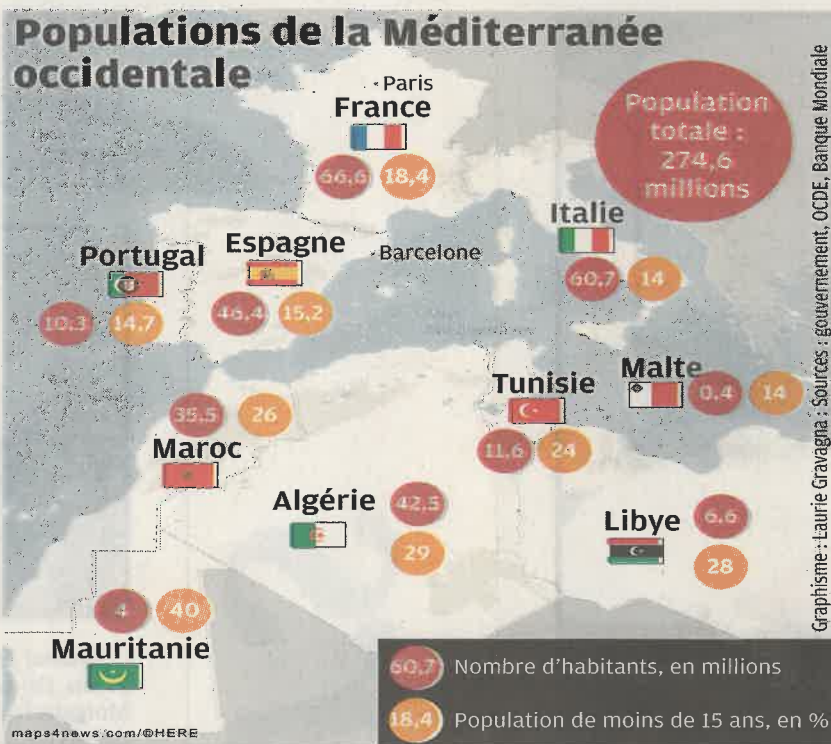 Populations de la Méditerranée
occidentale
Paris
France
66,6 18,4
Population
totale :
274,6
millions
Italie
60,7 14
Portugal
10,3 14,7
Espagne
46,4 15,2
Barcelone
Malte
0,4 14
Tunisie
11,6 24
35,5 26
Maroc
Algérie
42,5
29
Libye
6,6
28
4 40
Mauritanie
60,7 Nombre d'habitants, en millions
18,4 Population de moins de 15 ans, en %
maps4news.com/©HERE
Graphisme : Laurie Gravagna : Sources : gouvernement, OCDE, Banque Mondiale